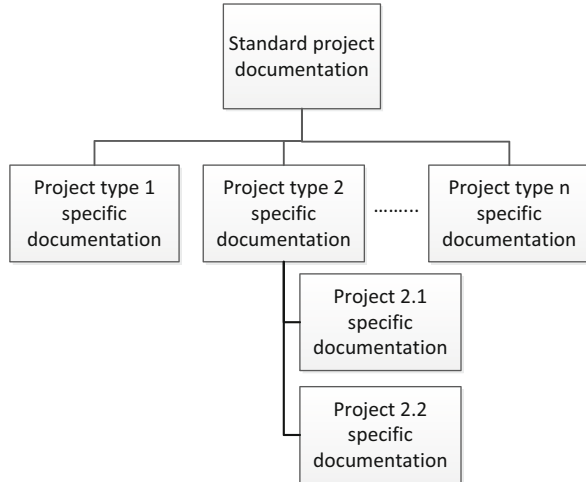 Standard project
documentation
Project type 1
specific
documentation
Project type 2
specific
documentation
.........
Project type n
specific
documentation
Project 2.1
specific
documentation
Project 2.2
specific
documentation